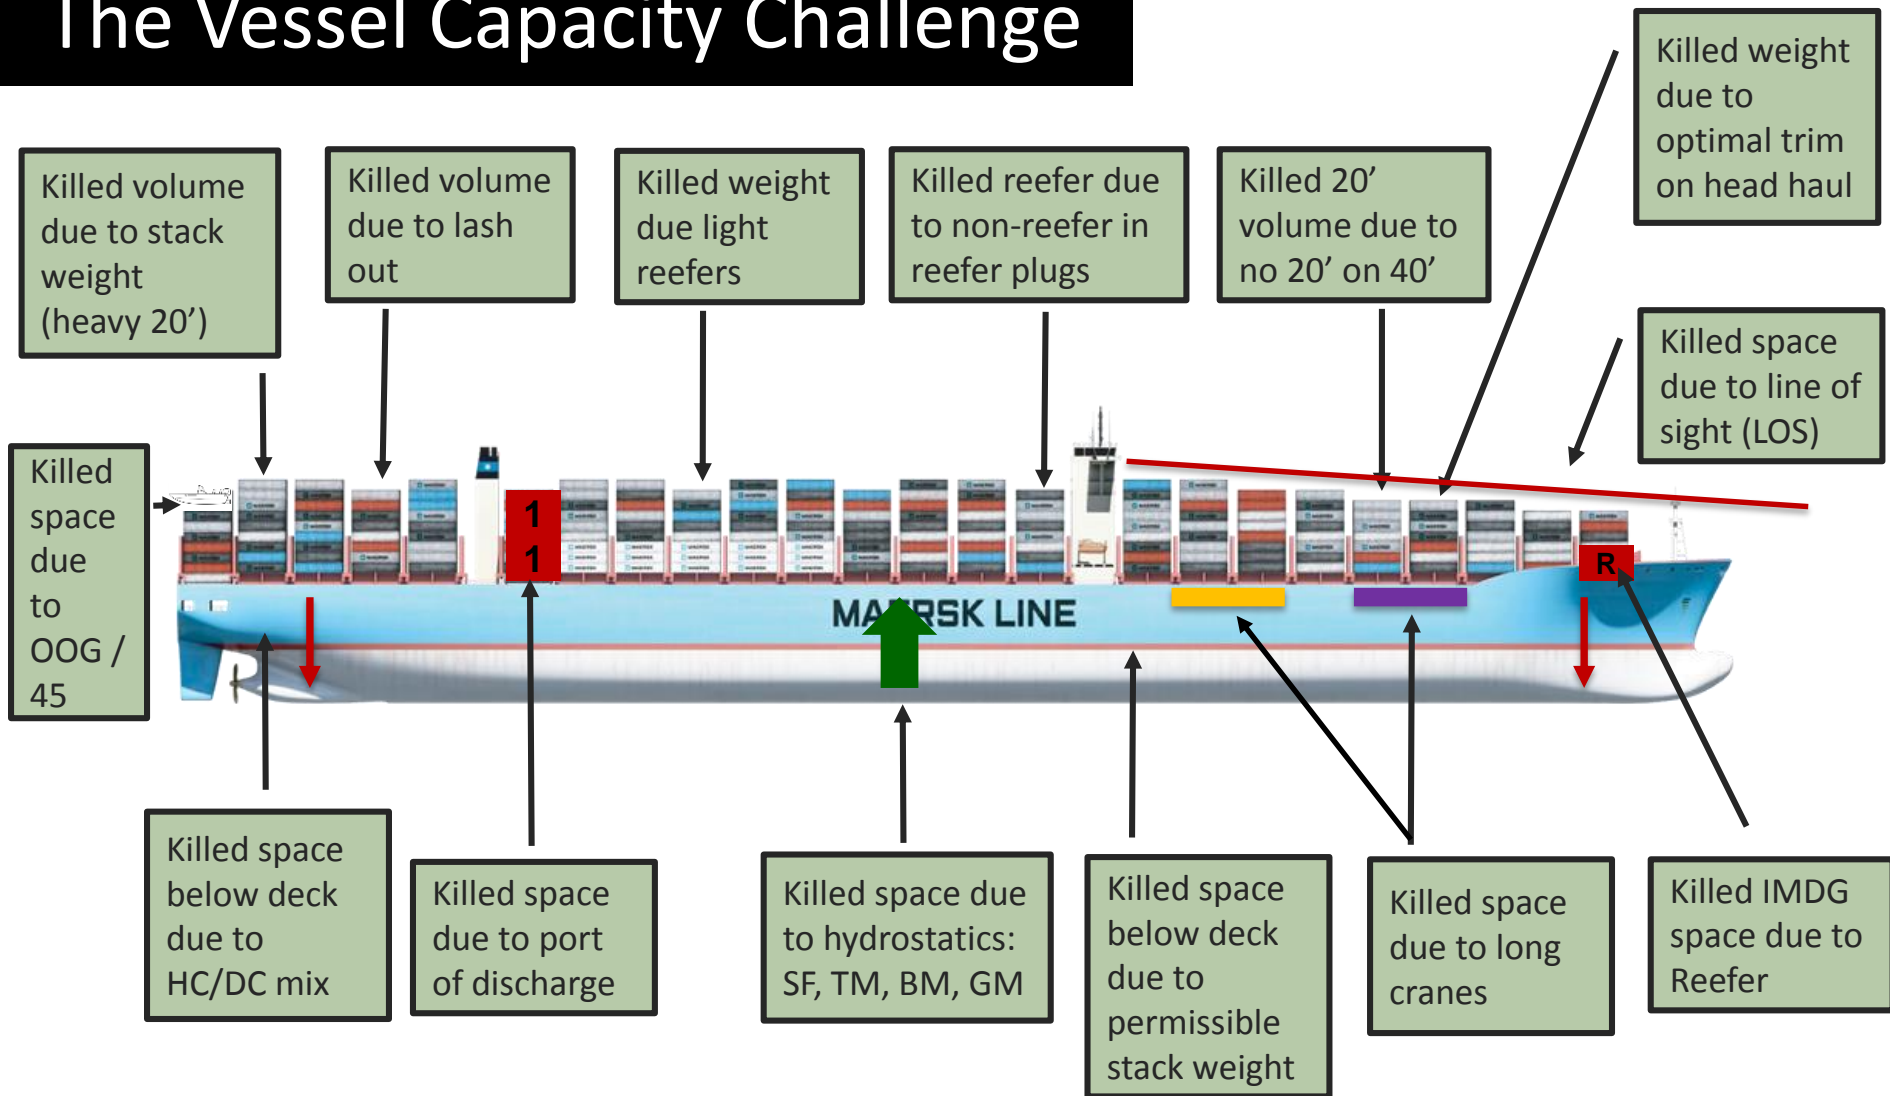 The Vessel Capacity Challenge
Killed weight
due to
optimal trim
on head haul
Killed volume
due to stack
weight
(heavy 20’)
Killed volume
due to lash
out
Killed weight
due light
reefers
Killed reefer due
to non-reefer in
reefer plugs
Killed 20’
volume due to
no 20’ on 40’
Killed space
due to line of
sight (LOS)
Killed
space
due
to
OOG /
45
1
1
R
MAERSK LINE
Killed space
below deck
due to
HC/DC mix
Killed space
due to port
of discharge
Killed space due
to hydrostatics:
SF, TM, BM, GM
Killed space
below deck
due to
permissible
stack weight
Killed space
due to long
cranes
Killed IMDG
space due to
Reefer